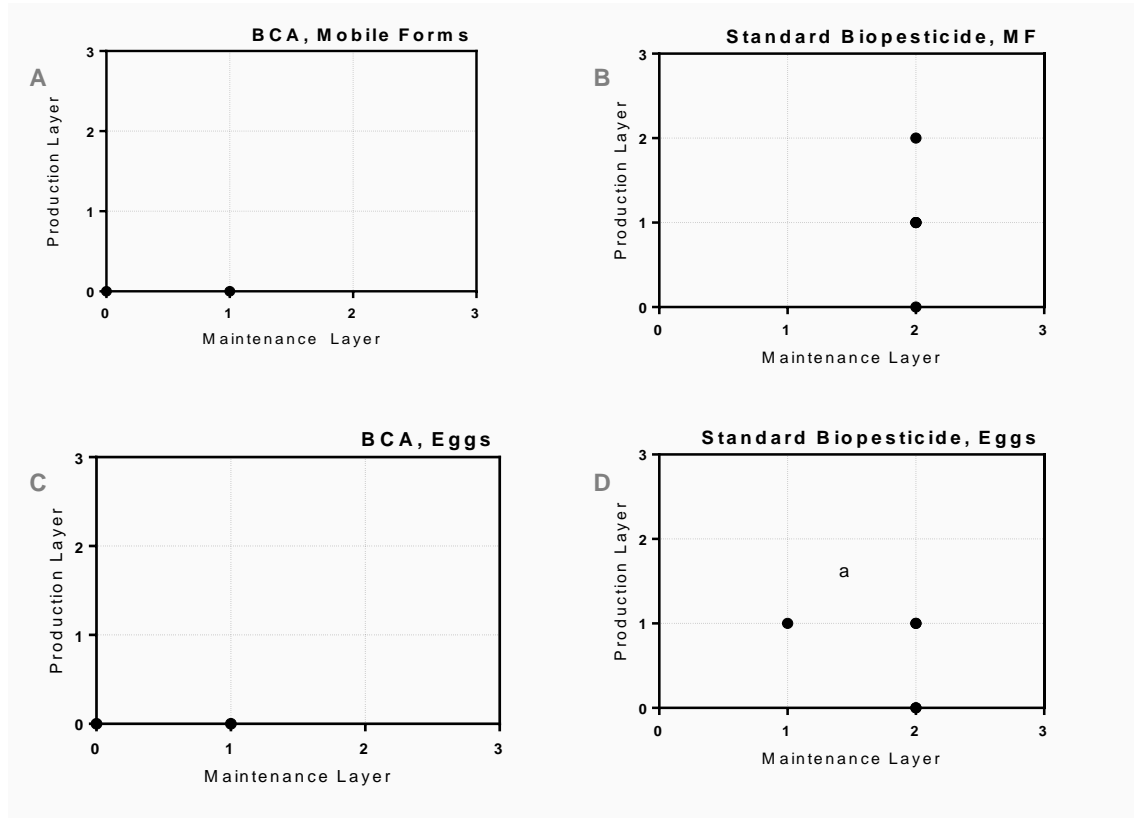 BCA, Mobile Forms
A
Production Layer
3
2
1
0
0 1 2 3
Maintenance Layer
Standard Biopesticide, MF
B
Production Layer
3
2
1
0
0 1 2 3
Maintenance Layer
BCA, Eggs
C
Production Layer
3
2
1
0
0 1 2 3
Maintenance Layer
Standard Biopesticide, Eggs
D
Production Layer
3
2
1
0
a
0 1 2 3
Maintenance Layer